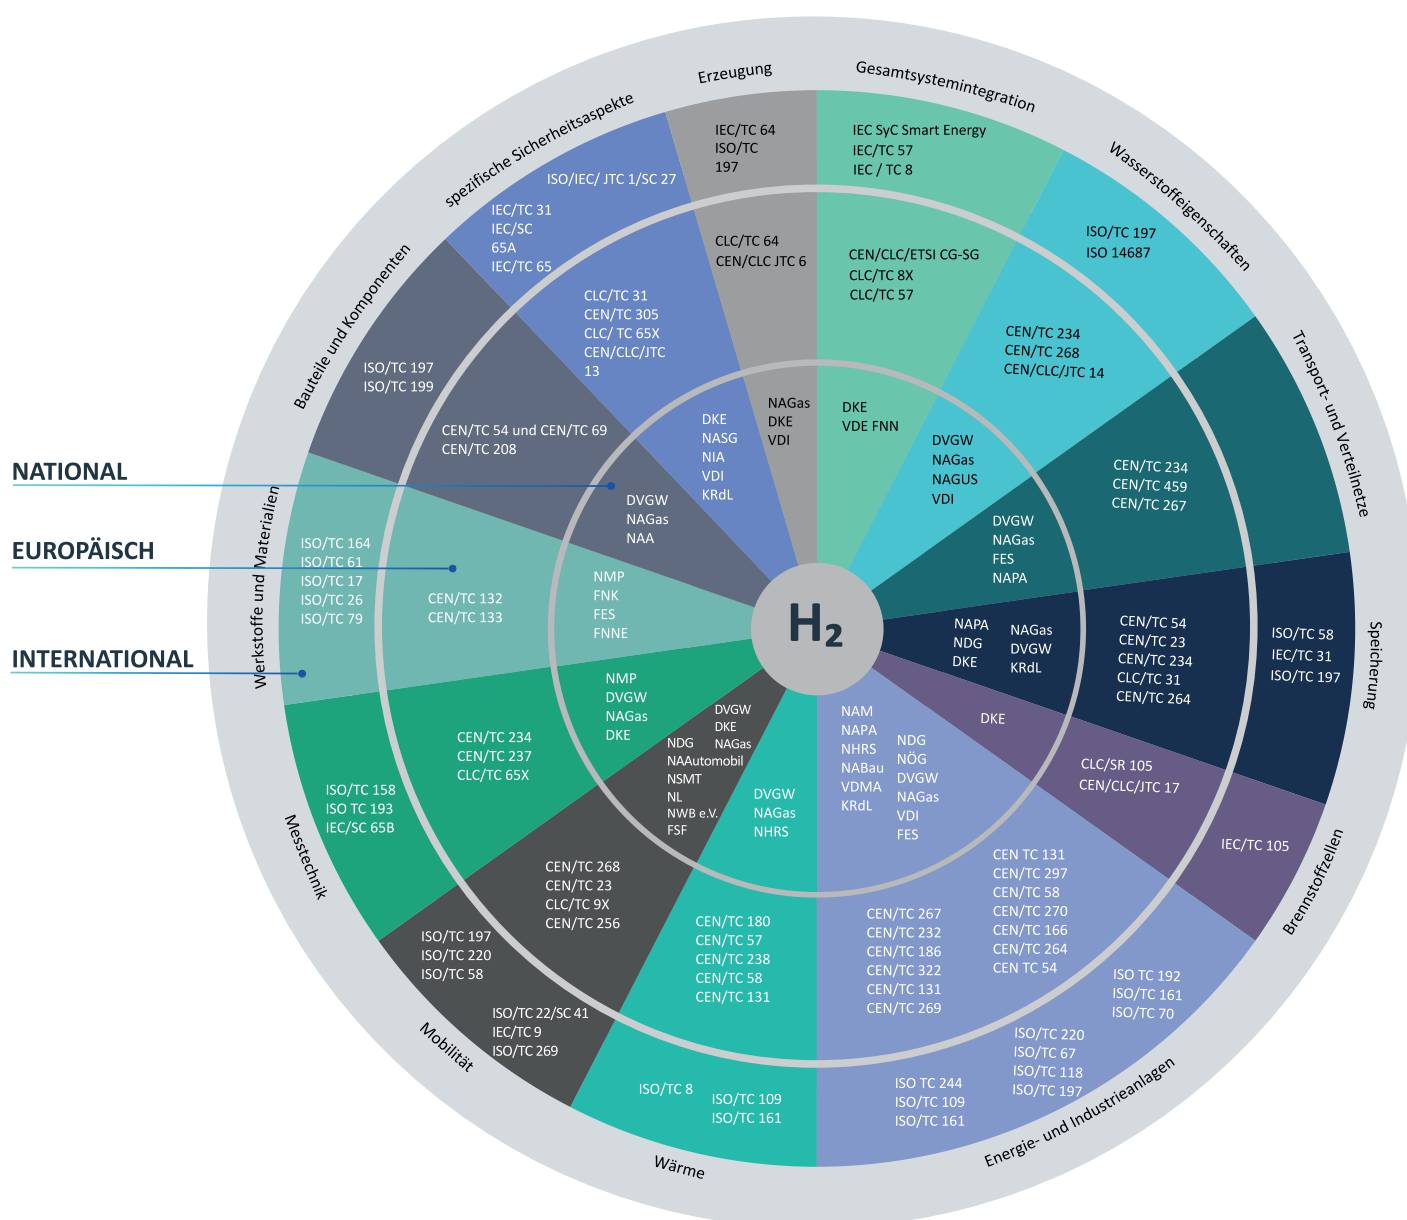 Erzeugung
IEC/TC 64
ISO/TC
197
CLC/TC 64
CEN/CLC JTC 6
NAGas
DKE
VDI
Gesamtsystemintegration
IEC SyC Smart Energy
IEC/TC 57
IEC / TC 8
CEN/CLC/ETSI CG-SG
CLC/TC 8X
CLC/TC 57
DKE
VDE FNN
Wasserstoffeigenschaften
ISO/TC 197
ISO 14687
CEN/TC 234
CEN/TC 268
CEN/CLC/JTC 14
DVGW
NAGas
NAGUS
VDI
Transport- und Verteilnetze
CEN/TC 234
CEN/TC 459
CEN/TC 267
DVGW
NAGas
FES
NAPA
Speicherung
ISO/TC 58
IEC/TC 31
ISO/TC 197
CEN/TC 54
CEN/TC 23
CEN/TC 234
CLC/TC 31
CEN/TC 264
NAPA
NDG
DKE
NAGas
DVGW
KRdL
Brennstoffzellen
IEC/TC 105
CLC/SR 105
CEN/CLC/JTC 17
DKE
Energie- und Industrieanlagen
ISO TC 192
ISO/TC 161
ISO/TC 70
ISO/TC 220
ISO/TC 67
ISO/TC 118
ISO/TC 197
ISO TC 244
ISO/TC 109
ISO/TC 161
CEN TC 131
CEN/TC 297
CEN/TC 58
CEN/TC 270
CEN/TC 166
CEN/TC 264
CEN TC 54
CEN/TC 267
CEN/TC 232
CEN/TC 186
CEN/TC 322
CEN/TC 131
CEN/TC 269
NAM
NAPA
NHRS
NABau
VDMA
KRdL
NDG
NÖG
DVGW
NAGas
VDI
FES
Wärme
ISO/TC 8
ISO/TC 109
ISO/TC 161
CEN/TC 180
CEN/TC 57
CEN/TC 238
CEN/TC 58
CEN/TC 131
DVGW
NAGas
NHRS
Mobilität
ISO/TC 197
ISO/TC 220
ISO/TC 58
ISO/TC 22/SC 41
IEC/TC 9
ISO/TC 269
CEN/TC 268
CEN/TC 23
CLC/TC 9X
CEN/TC 256
DVGW
DKE
NAGas
NDG
NAAutomobil
NSMT
NL
NWB e.V.
FSF
Messtechnik
ISO/TC 158
ISO TC 193
IEC/SC 65B
CEN/TC 234
CEN/TC 237
CLC/TC 65X
NMP
DVGW
NAGas
DKE
Werkstoffe und Materialien
ISO/TC 164
ISO/TC 61
ISO/TC 17
ISO/TC 26
ISO/TC 79
CEN/TC 132
CEN/TC 133
NMP
FNK
FES
FNNE
Bauteile und Komponenten
ISO/TC 197
ISO/TC 199
CEN/TC 54 und CEN/TC 69
CEN/TC 208
DVGW
NAGas
NAA
spezifische Sicherheitsaspekte
ISO/IEC/ JTC 1/SC 27
IEC/TC 31
IEC/SC
65A
IEC/TC 65
CLC/TC 31
CEN/TC 305
CLC/ TC 65X
CEN/CLC/JTC
13
DKE
NASG
NIA
VDI
KRdL
NATIONAL
EUROPÄISCH
INTERNATIONAL
H₂